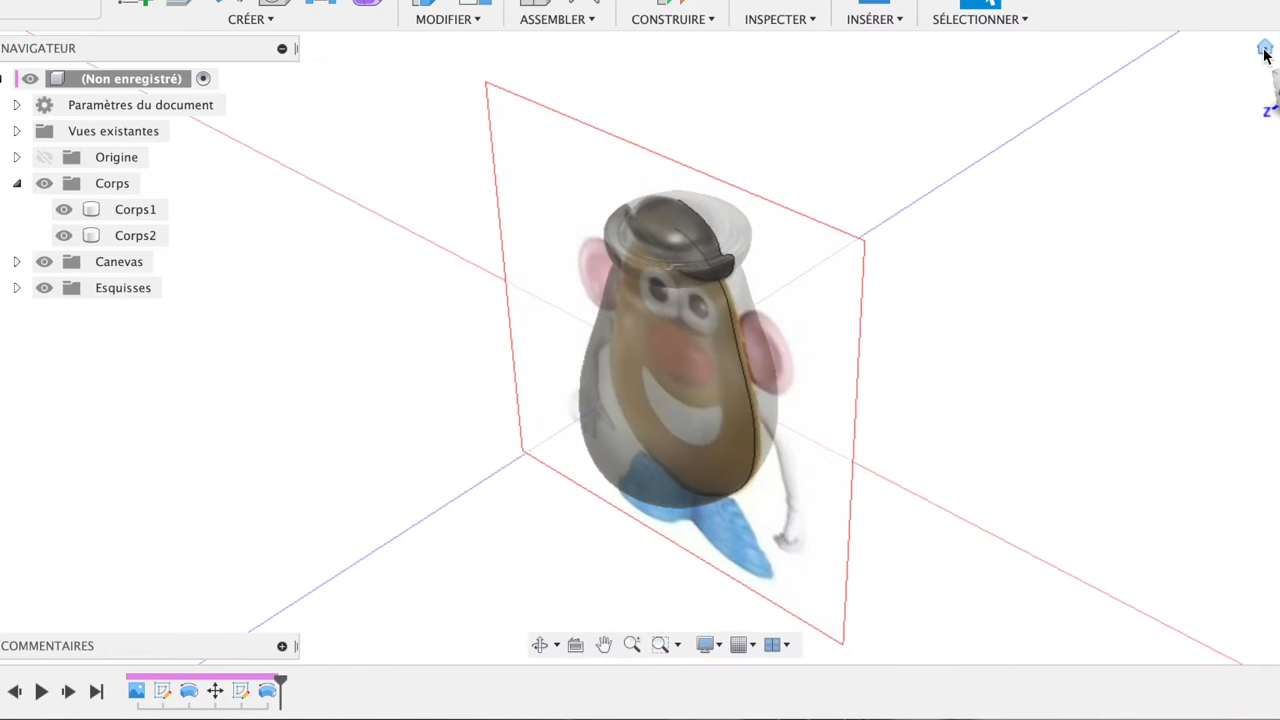 CRÉER MODIFIER ASSEMBLER CONSTRUIRE INSPECTER INSÉRER SÉLECTIONNER
NAVIGATEUR
(Non enregistré)
Paramètres du document
Vues existantes
Origine
Corps
Corps1
Corps2
Canevas
Esquisses
Z
COMMENTAIRES